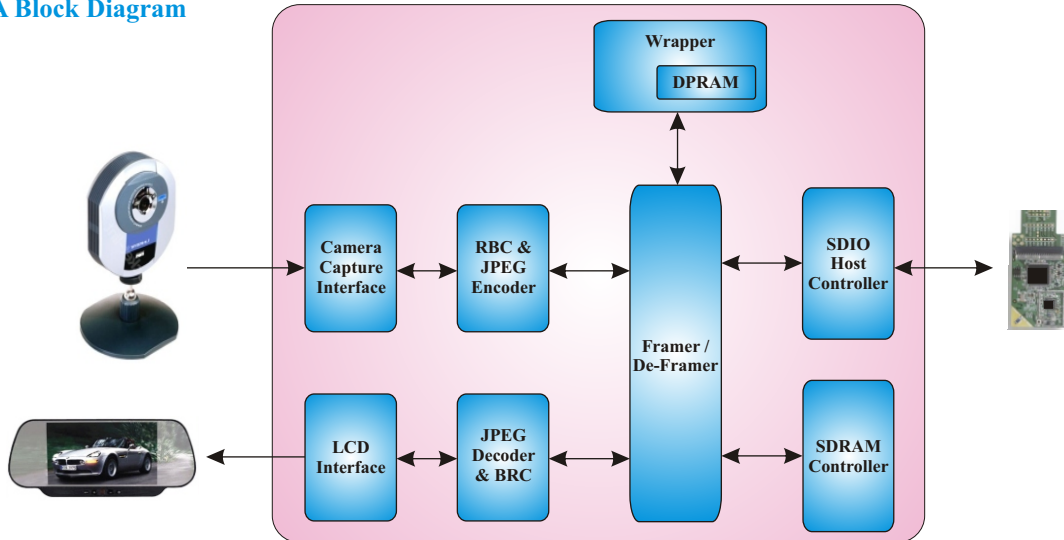 A Block Diagram
Wrapper
DPRAM
Camera
Capture
Interface
RBC &
JPEG
Encoder
SDIO
Host
Controller
Framer /
De-Framer
LCD
Interface
JPEG
Decoder
& BRC
SDRAM
Controller